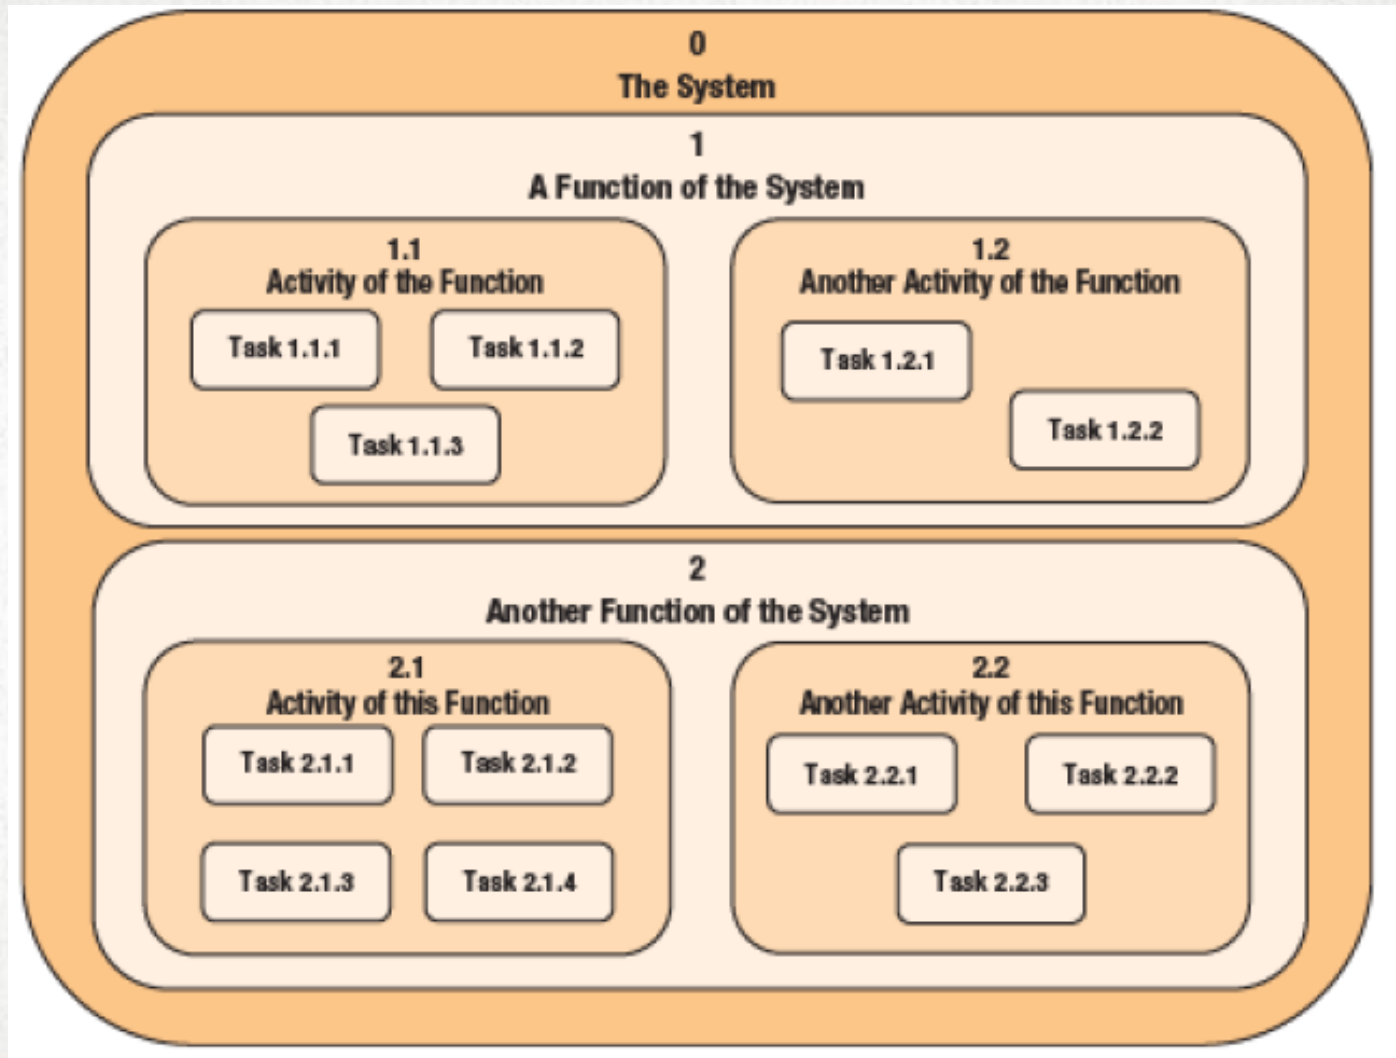 0
The System
1
A Function of the System
1.1
Activity of the Function
Task 1.1.1
Task 1.1.2
Task 1.1.3
1.2
Another Activity of the Function
Task 1.2.1
Task 1.2.2
2
Another Function of the System
2.1
Activity of this Function
Task 2.1.1
Task 2.1.2
Task 2.1.3
Task 2.1.4
2.2
Another Activity of this Function
Task 2.2.1
Task 2.2.2
Task 2.2.3